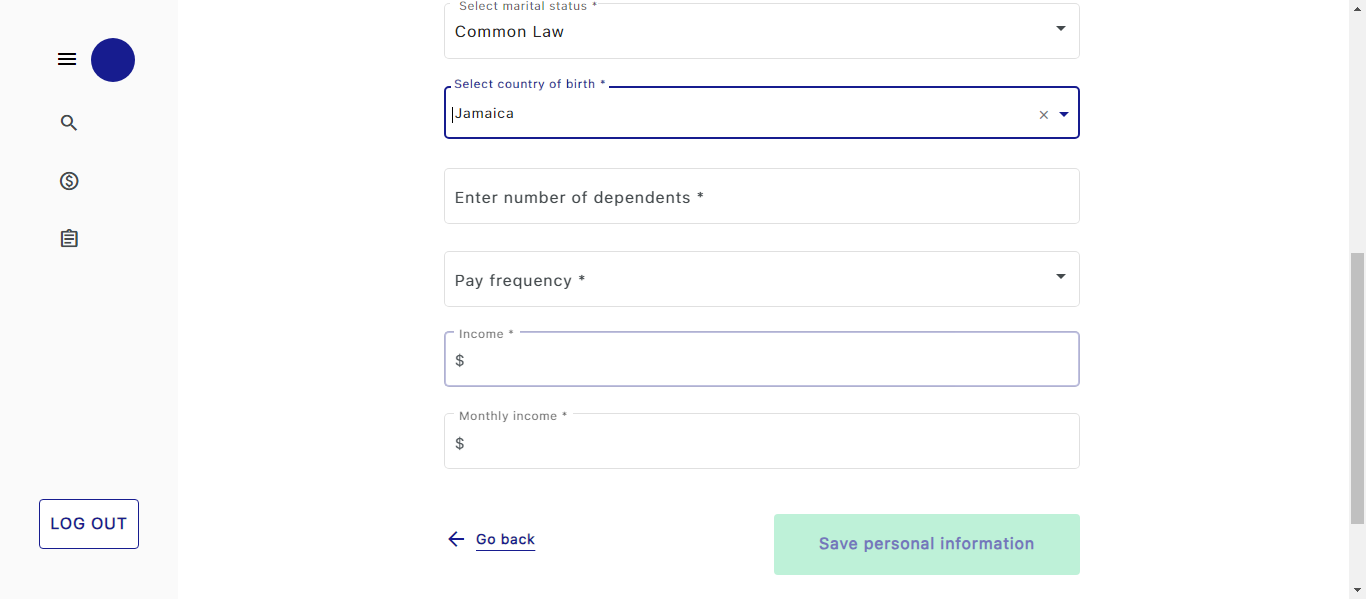 Select marital status *
Common Law
Select country of birth *
Jamaica
Enter number of dependents *
Pay frequency *
Income *
$
Monthly income *
$
LOG OUT
Go back
Save personal information